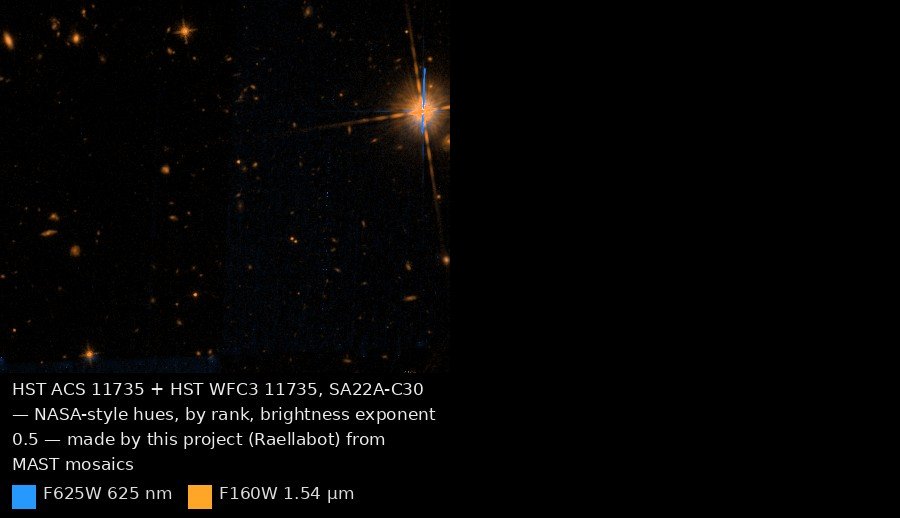 HST ACS 11735 + HST WFC3 11735, SA22A-C30
— NASA-style hues, by rank, brightness exponent
0.5 — made by this project (Raellabot) from
MAST mosaics
F625W 625 nm F160W 1.54 µm